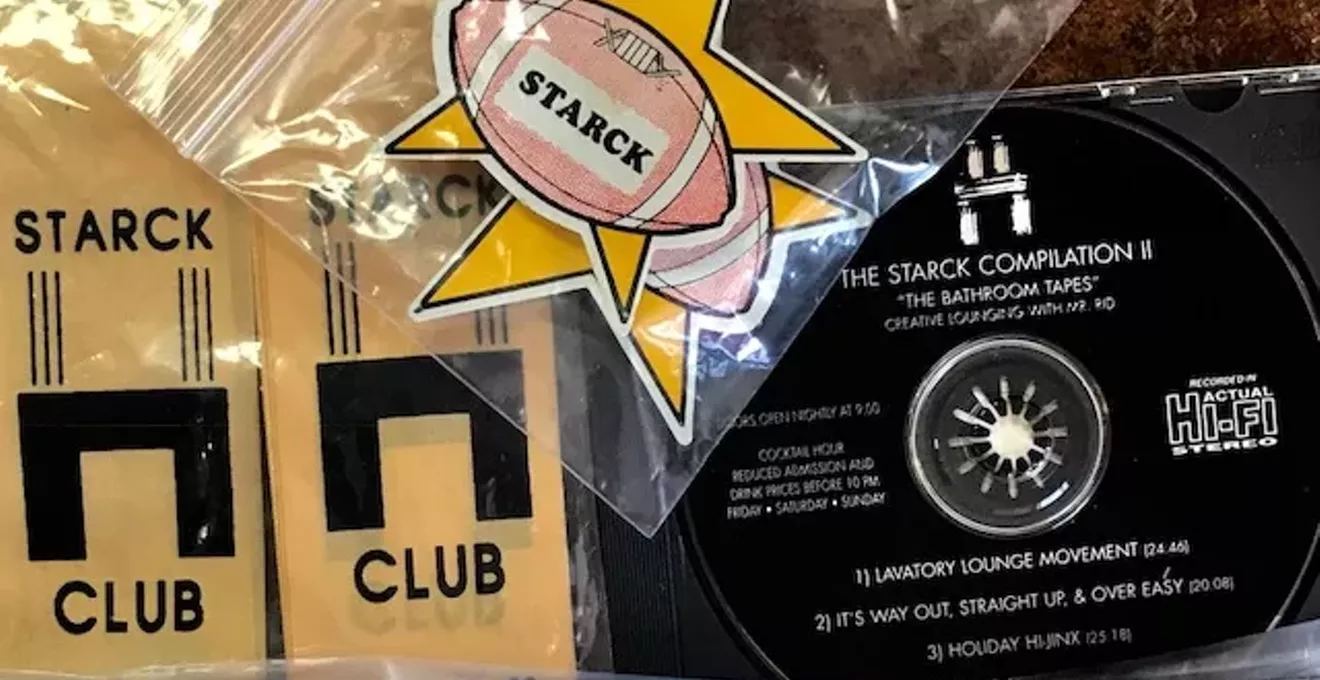 STARCK
CLUB
STARCK
CLUB
STARCK
THE STARCK COMPILATION II
"THE BATHROOM TAPES"
CREATIVE LOUNGING WITH MR. RID
OPEN NIGHTLY AT 9:00
COCKTAIL HOUR
REDUCED ADMISSION AND
DRINK PRICES BEFORE 10 PM.
FRIDAY • SATURDAY • SUNDAY
RECORDED IN
ACTUAL
HI-FI
STEREO
1) LAVATORY LOUNGE MOVEMENT (24:46)
2) IT'S WAY OUT, STRAIGHT UP, & OVER EASY (20:08)
3) HOLIDAY HI-JINX (25:18)